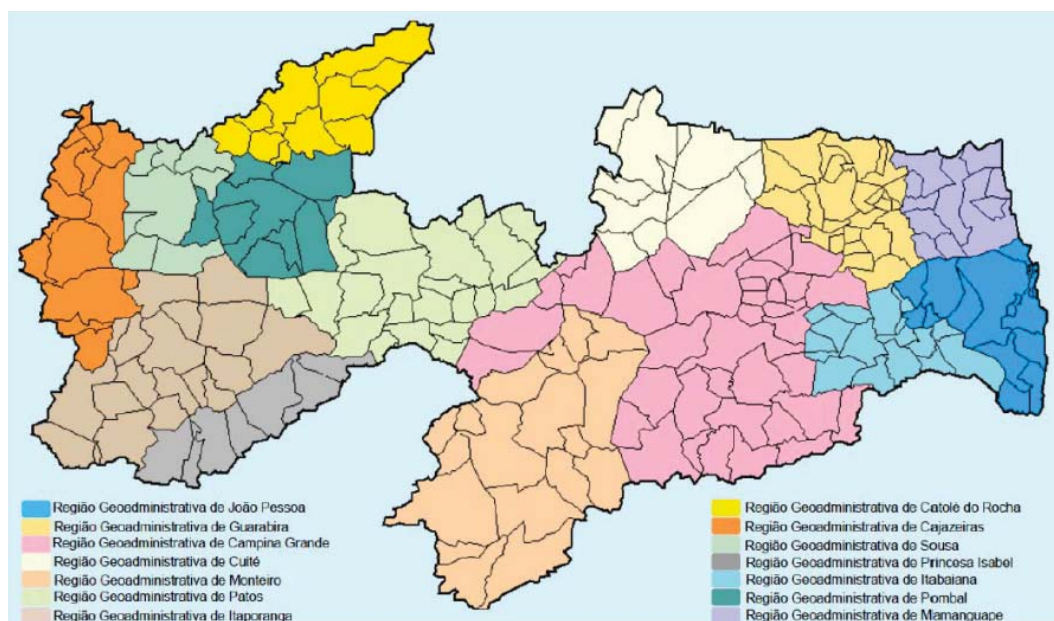 Região Geoadministrativa de João Pessoa
Região Geoadministrativa de Guarabira
Região Geoadministrativa de Campina Grande
Região Geoadministrativa de Cuité
Região Geoadministrativa de Monteiro
Região Geoadministrativa de Patos
Região Geoadministrativa de Itaporanga
Região Geoadministrativa de Catolé do Rocha
Região Geoadministrativa de Cajazeiras
Região Geoadministrativa de Sousa
Região Geoadministrativa de Princesa Isabel
Região Geoadministrativa de Itabaiana
Região Geoadministrativa de Pombal
Região Geoadministrativa de Mamanguape